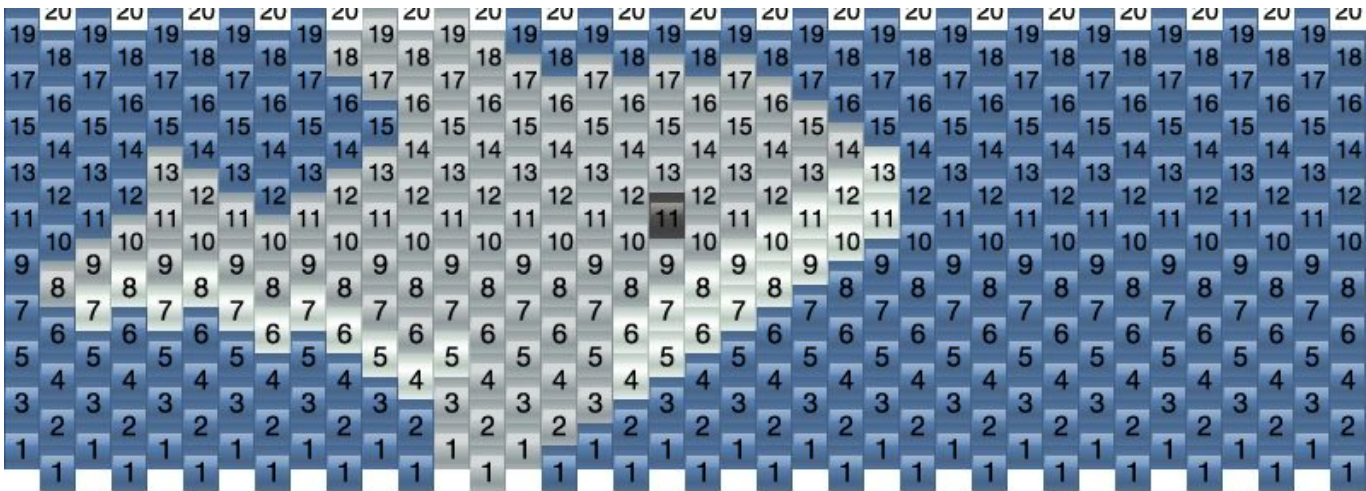 20 20 20 20 20 20 20 20 20 20 20 20 20 20 20 20 20 20 20
19 19 19 19 19 19 19 19 19 19 19 19 19 19 19 19 19 19 19
18 18 18 18 18 18 18 18 18 18 18 18 18 18 18 18 18 18 18
17 17 17 17 17 17 17 17 17 17 17 17 17 17 17 17 17 17 17
16 16 16 16 16 16 16 16 16 16 16 16 16 16 16 16 16 16 16
15 15 15 15 15 15 15 15 15 15 15 15 15 15 15 15 15 15 15
14 14 14 14 14 14 14 14 14 14 14 14 14 14 14 14 14 14 14
13 13 13 13 13 13 13 13 13 13 13 13 13 13 13 13 13 13 13
12 12 12 12 12 12 12 12 12 12 12 12 12 12 12 12 12 12 12
11 11 11 11 11 11 11 11 11 11 11 11 11 11 11 11 11 11 11
10 10 10 10 10 10 10 10 10 10 10 10 10 10 10 10 10 10 10
9 9 9 9 9 9 9 9 9 9 9 9 9 9 9 9 9 9 9
8 8 8 8 8 8 8 8 8 8 8 8 8 8 8 8 8 8 8
7 7 7 7 7 7 7 7 7 7 7 7 7 7 7 7 7 7 7
6 6 6 6 6 6 6 6 6 6 6 6 6 6 6 6 6 6 6
5 5 5 5 5 5 5 5 5 5 5 5 5 5 5 5 5 5 5
4 4 4 4 4 4 4 4 4 4 4 4 4 4 4 4 4 4 4
3 3 3 3 3 3 3 3 3 3 3 3 3 3 3 3 3 3 3
2 2 2 2 2 2 2 2 2 2 2 2 2 2 2 2 2 2 2
1 1 1 1 1 1 1 1 1 1 1 1 1 1 1 1 1 1 1
1 1 1 1 1 1 1 1 1 1 1 1 1 1 1 1 1 1 1